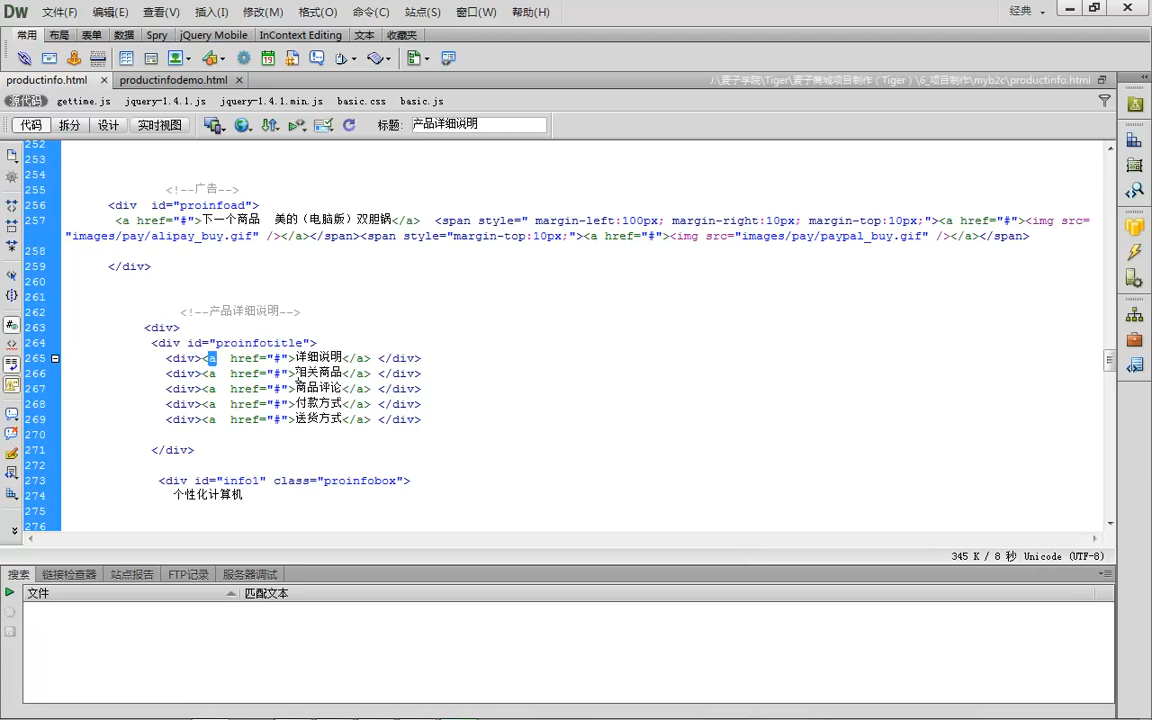 Dw 文件(F) 编辑(E) 查看(V) 插入(I) 修改(M) 格式(O) 命令(C) 站点(S) 窗口(W) 帮助(H) 经典
常用 布局 表单 数据 Spry jQuery Mobile InContext Editing 文本 收藏夹
productinfo.html × productinfodemo.html × J:\麦子学院\Tiger\麦子商城项目制作 ( Tiger ) \6_项目制作\myb2c\productinfo.html
源代码 gettime.js jquery-1.4.1.js jquery-1.4.1.min.js basic.css basic.js
代码 拆分 设计 实时视图 标题: 产品详细说明
252
253
254
255 <!--广告-->
256 <div id="proinfoad">
257 <a href="#">下一个商品 美的（电脑版）双胆锅</a> <span style=" margin-left:100px; margin-right:10px; margin-top:10px;"><a href="#"><img src=
"images/pay/alipay_buy.gif" /></a></span><span style="margin-top:10px;"><a href="#"><img src="images/pay/paypal_buy.gif" /></a></span>
258
259 </div>
260
261
262 <!--产品详细说明-->
263 <div>
264 <div id="proinfotitle">
265 <div><a href="#">详细说明</a> </div>
266 <div><a href="#">相关商品</a> </div>
267 <div><a href="#">商品评论</a> </div>
268 <div><a href="#">付款方式</a> </div>
269 <div><a href="#">送货方式</a> </div>
270
271 </div>
272
273 <div id="info1" class="proinfobox">
274 个性化计算机
275
276
345 K / 8 秒 Unicode (UTF-8)
搜索 链接检查器 站点报告 FTP记录 服务器调试
文件 匹配文本